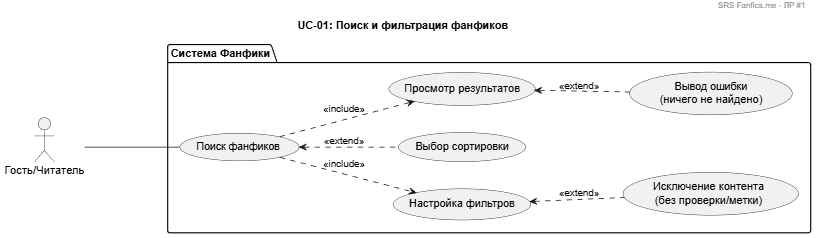 SRS Fanfics.me - ЛР #1
UC-01: Поиск и фильтрация фанфиков
Система Фанфики
Просмотр результатов
«extend»
Вывод ошибки
(ничего не найдено)
«include»
Поиск фанфиков
«extend»
Выбор сортировки
Гость/Читатель
«include»
Настройка фильтров
«extend»
Исключение контента
(без проверки/метки)